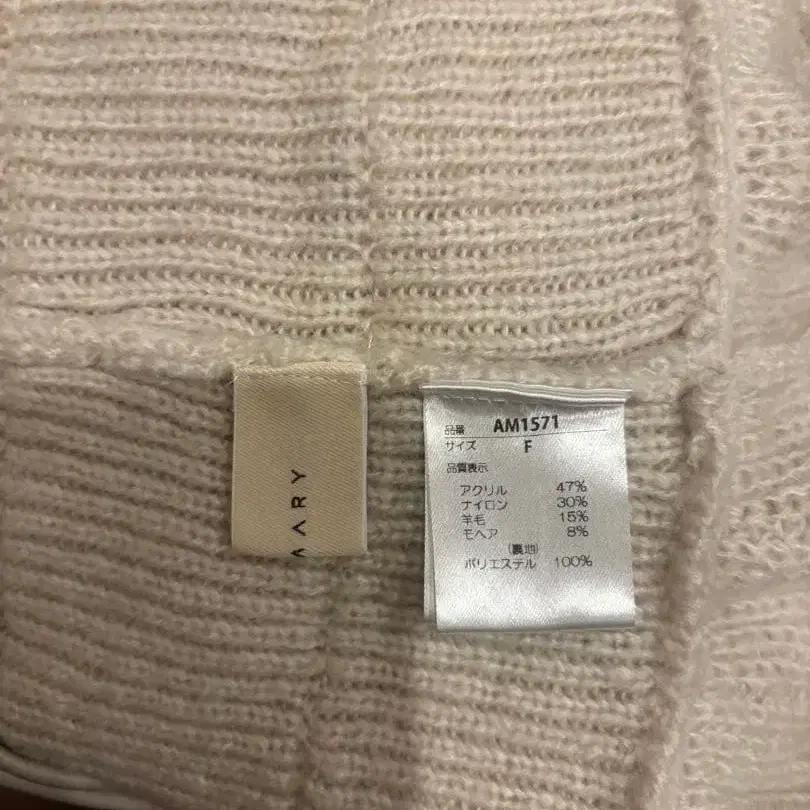 AARY
品番 AM1571
サイズ F
品質表示
アクリル 47%
ナイロン 30%
羊毛 15%
モヘア 8%
(裏地)
ポリエステル 100%